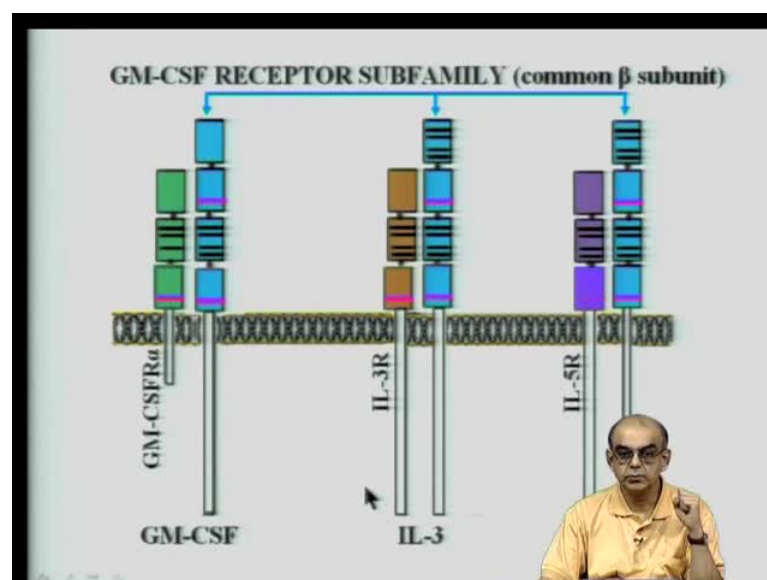 GM-CSF RECEPTOR SUBFAMILY (common β subunit)
GM-CSFRα
IL-3R
IL-5R
GM-CSF
IL-3